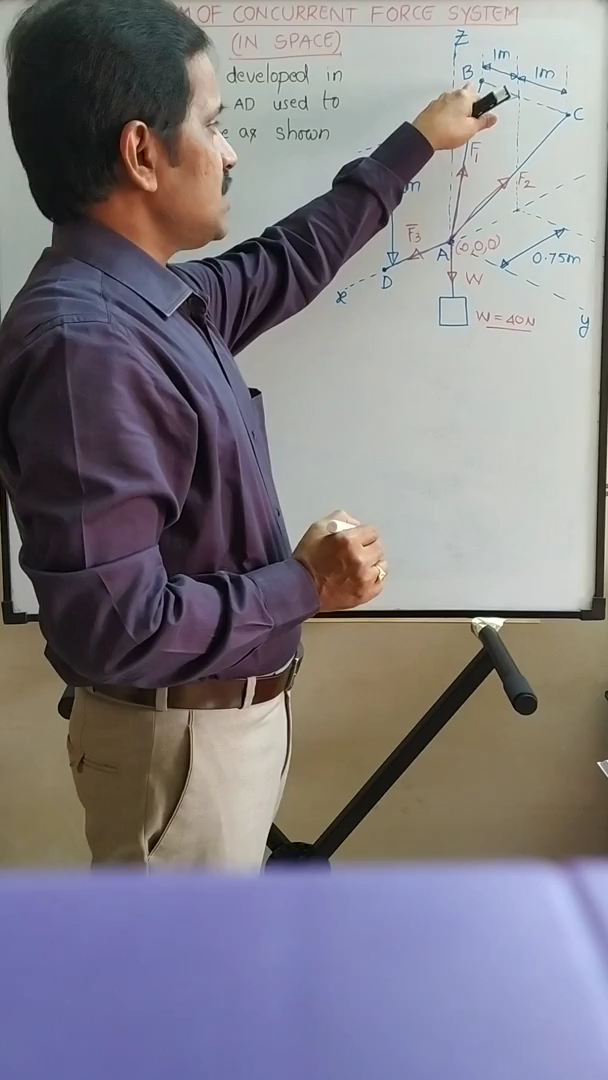 M OF CONCURRENT FORCE SYSTEM
(IN SPACE)
developed in
AD used to
as shown
Z
1m
1m
B
C
F1
F2
m
F3
A
(0,0,0)
0.75m
D
W
x
W = 40N
y